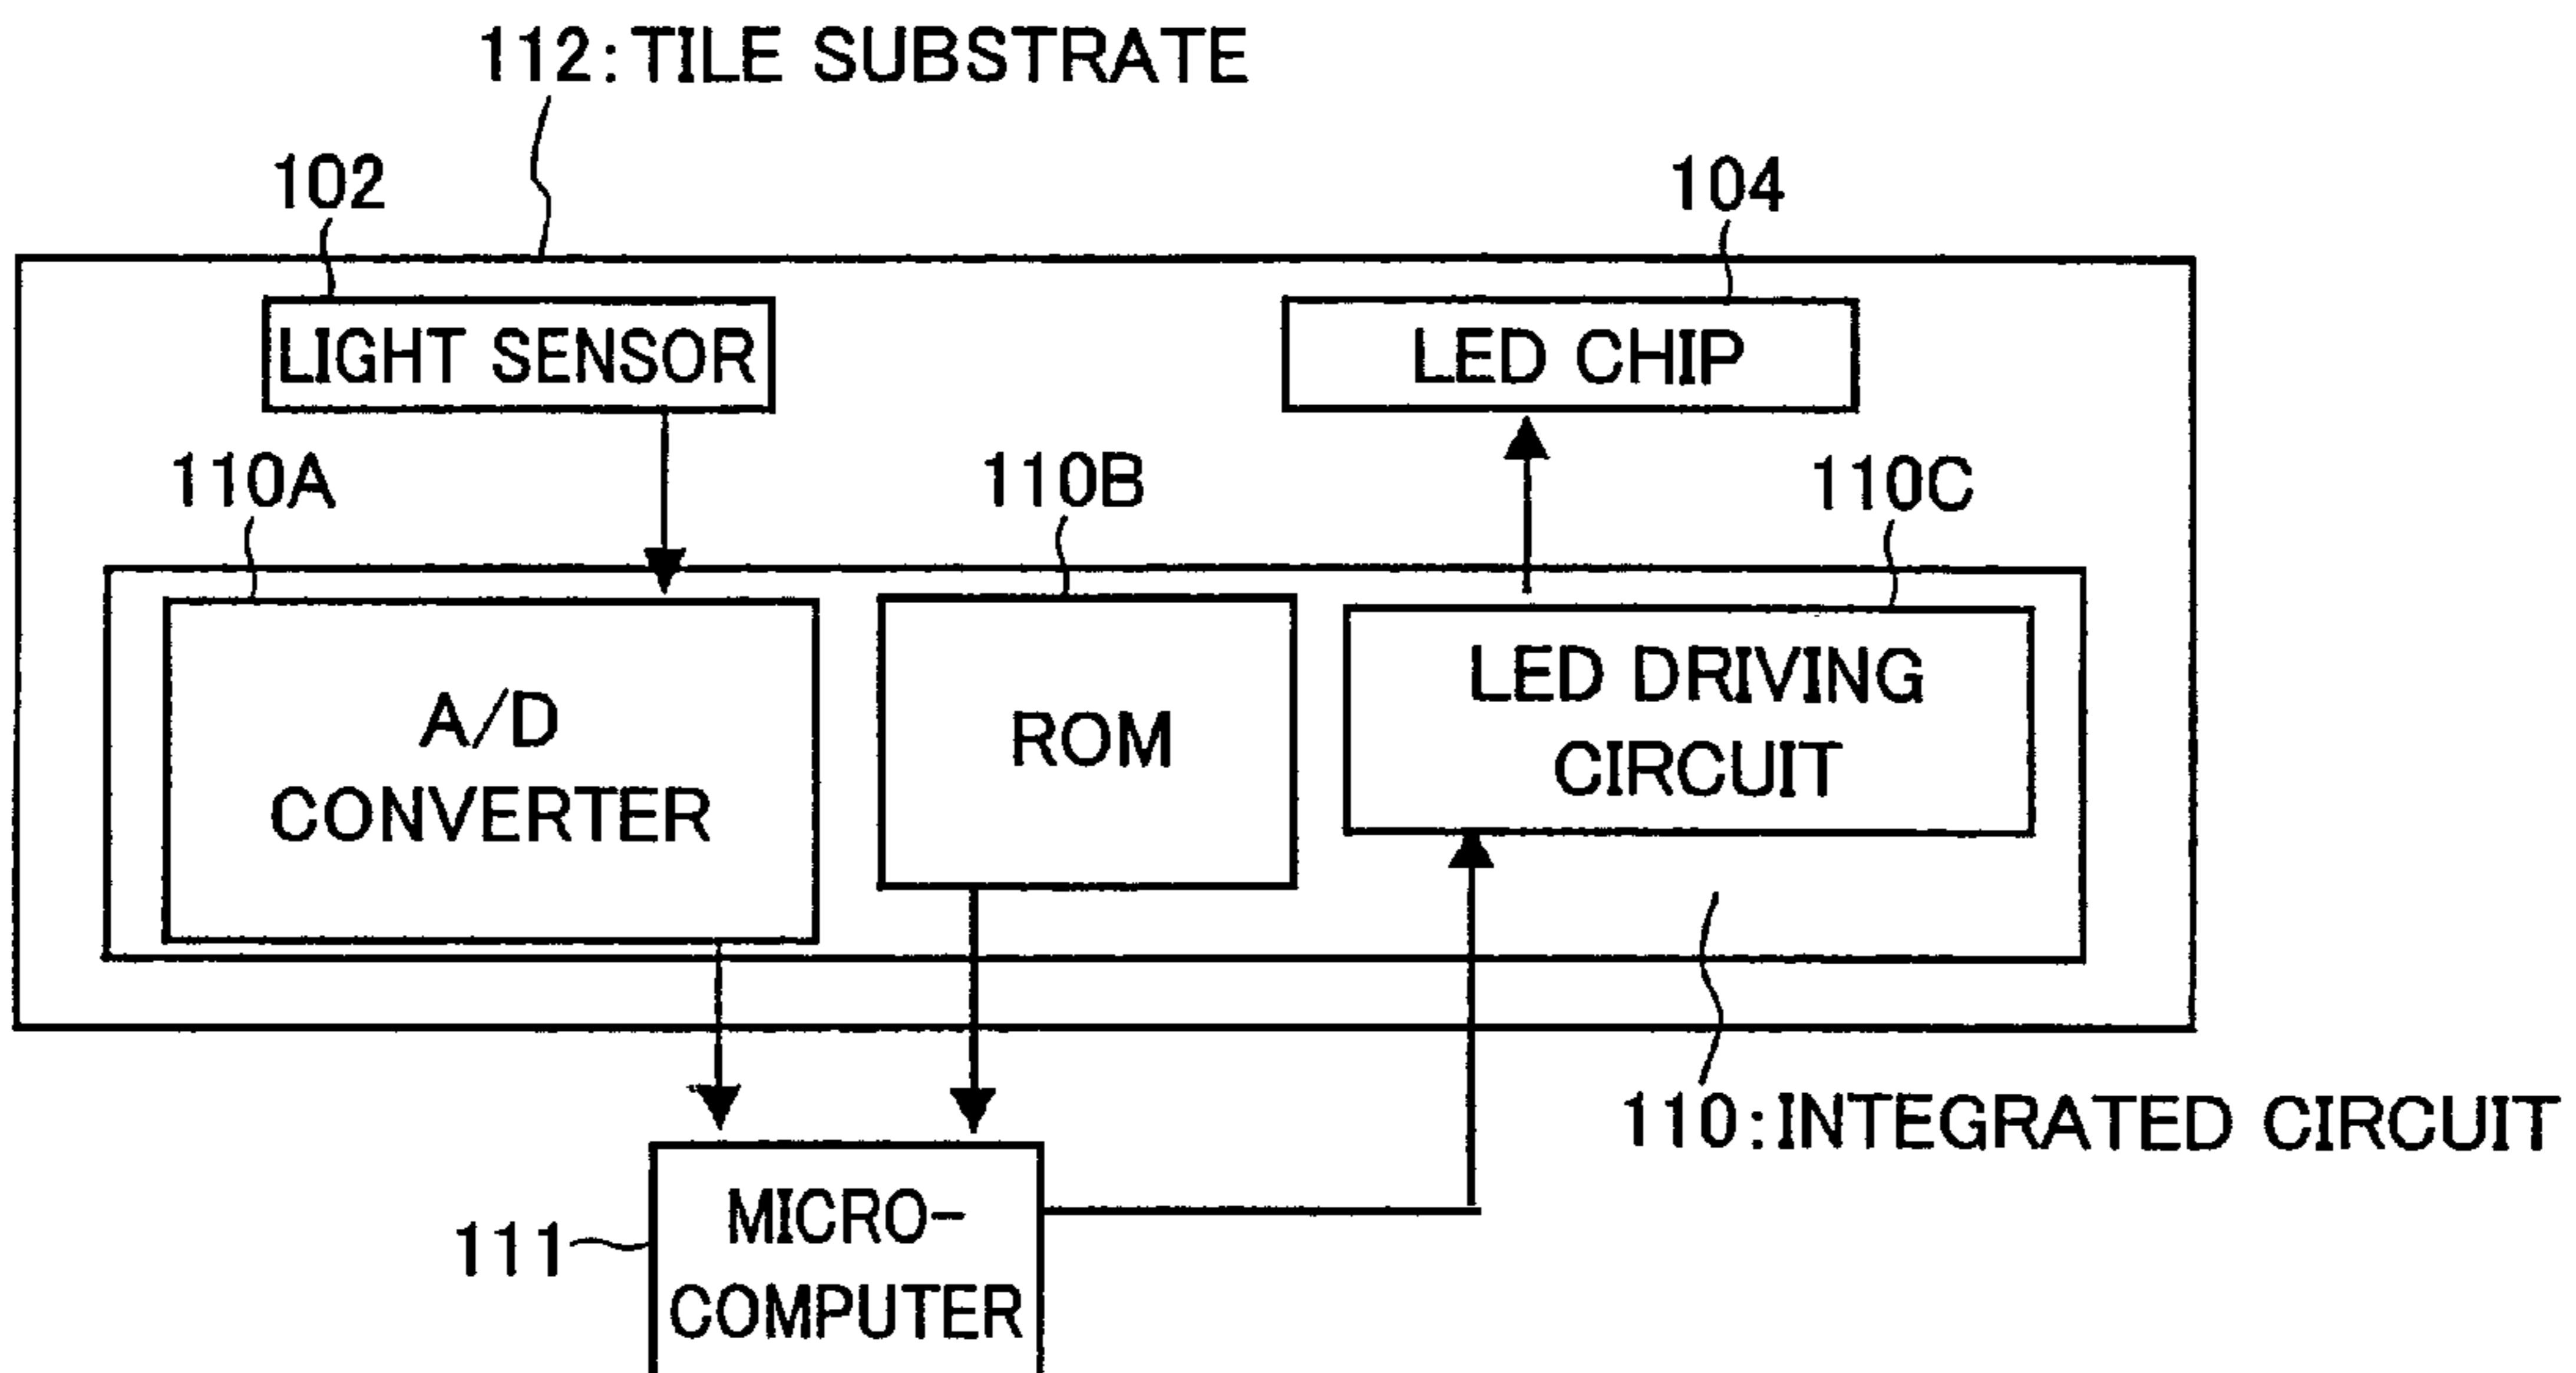 112:TILE SUBSTRATE
102
104
LIGHT SENSOR
LED CHIP
110A
110B
110C
A/D
CONVERTER
ROM
LED DRIVING
CIRCUIT
110:INTEGRATED CIRCUIT
111
MICRO-
COMPUTER